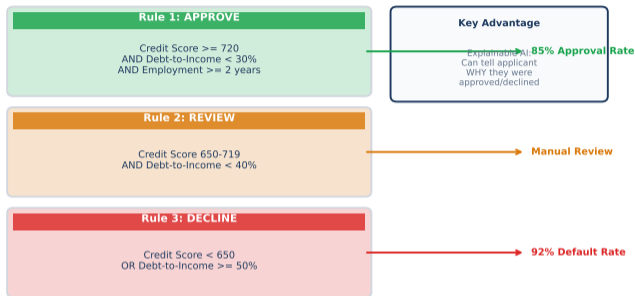 Rule 1: APPROVE
Credit Score >= 720
AND Debt-to-Income < 30%
AND Employment >= 2 years
Key Advantage
Explainable AI:
Can tell applicant
WHY they were
approved/declined
85% Approval Rate
Rule 2: REVIEW
Credit Score 650-719
AND Debt-to-Income < 40%
Manual Review
Rule 3: DECLINE
Credit Score < 650
OR Debt-to-Income >= 50%
92% Default Rate